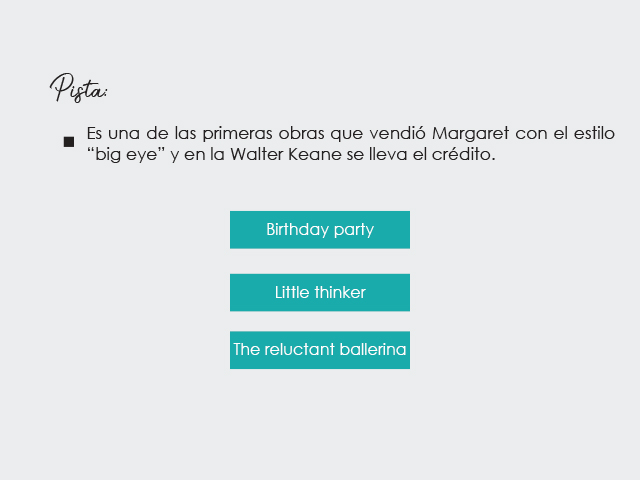 Pista:
Es una de las primeras obras que vendió Margaret con el estilo
“big eye” y en la Walter Keane se lleva el crédito.
Birthday party
Little thinker
The reluctant ballerina